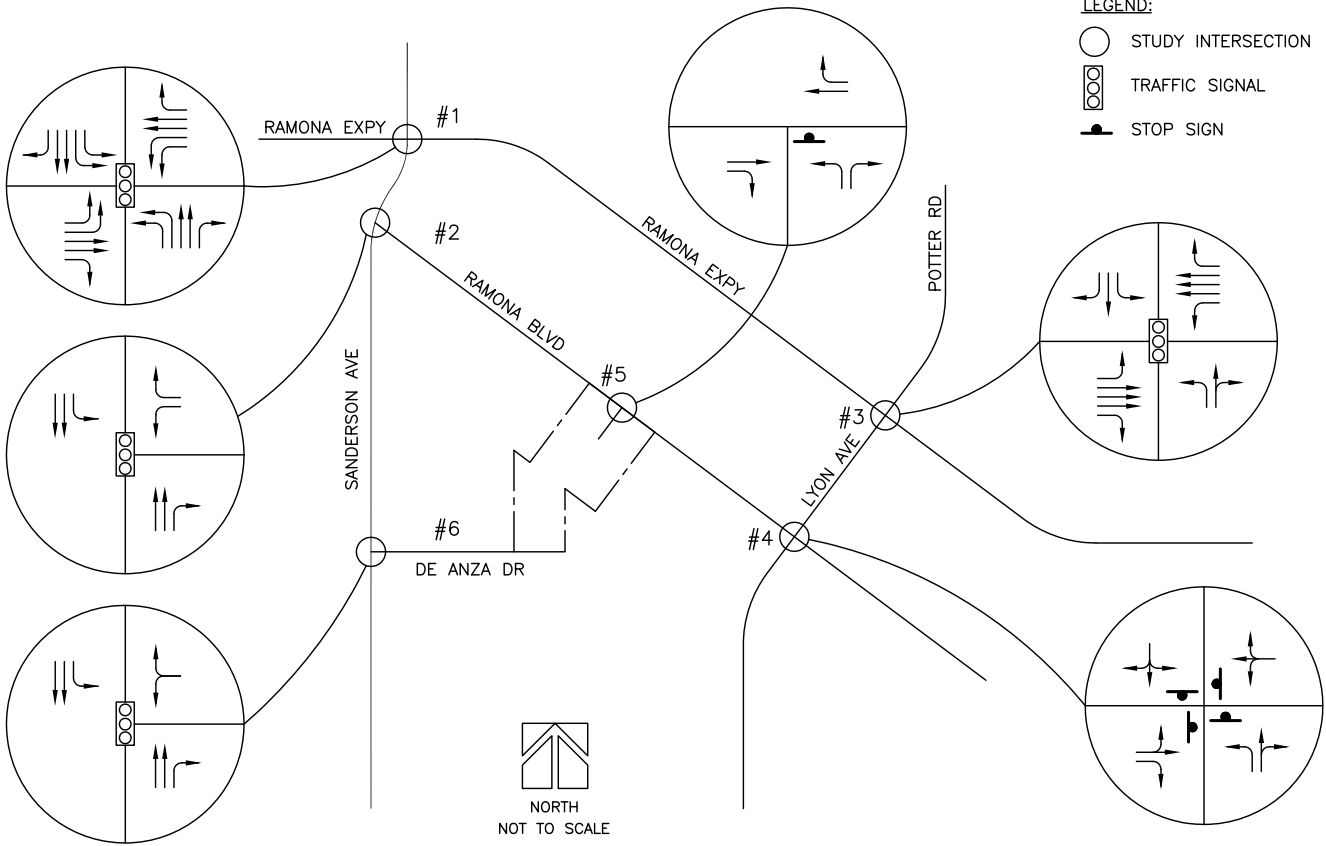 LEGEND:
STUDY INTERSECTION
TRAFFIC SIGNAL
STOP SIGN
#1
RAMONA EXPY
#2
RAMONA EXPY
POTTER RD
RAMONA BLVD
SANDERSON AVE
#5
#3
LYON AVE
#6
#4
DE ANZA DR
NORTH
NOT TO SCALE